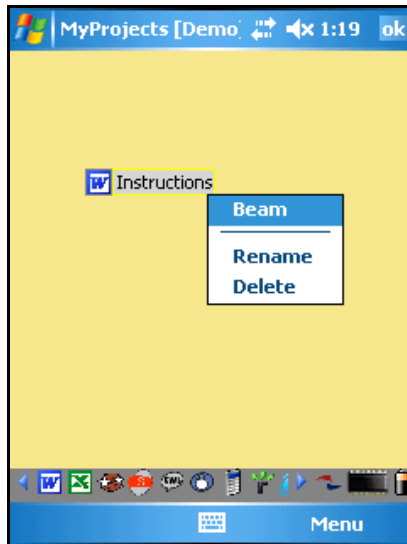 MyProjects [Demo] 1:19 ok
Instructions
Beam
Rename
Delete
Menu